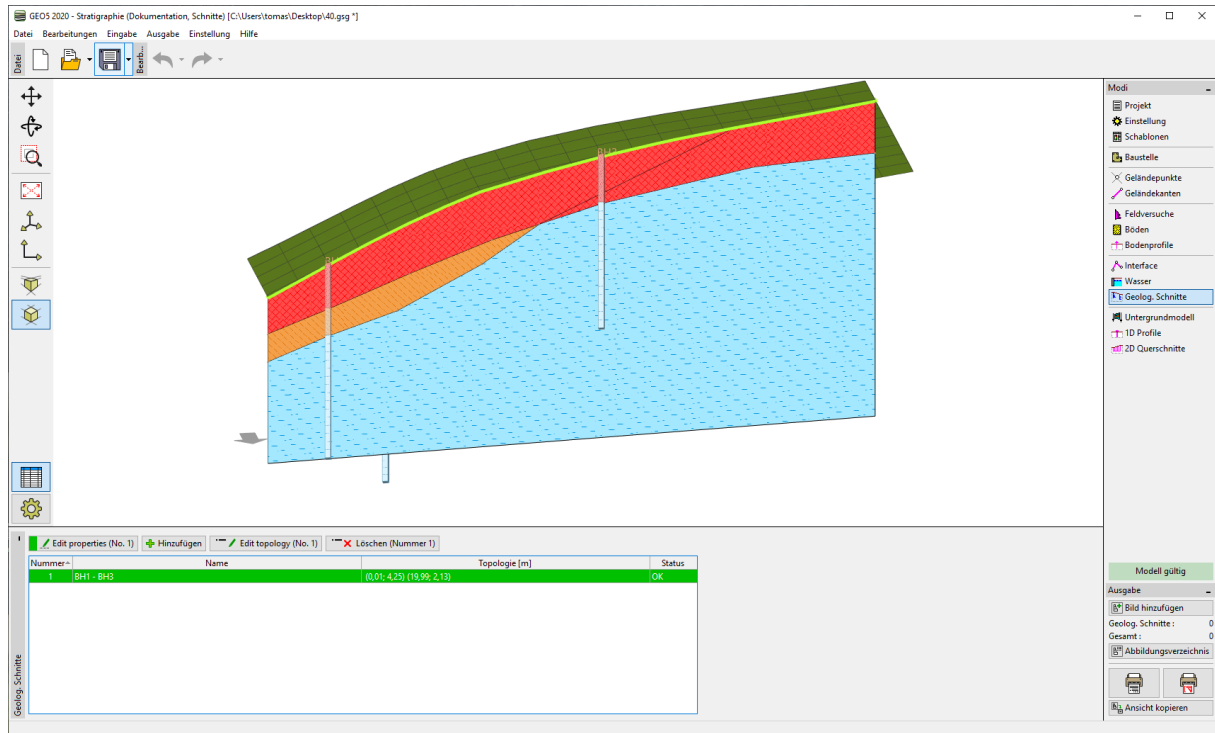 GEO5 2020 - Stratigraphie (Dokumentation, Schnitte) [C:\Users\tomas\Desktop\40.gsg *]
Datei Bearbeitungen Eingabe Ausgabe Einstellung Hilfe
Datei
Bearb...
Modi
Projekt
Einstellung
Schablonen
Baustelle
Geländepunkte
Geländekanten
Feldversuche
Böden
Bodenprofile
Interface
Wasser
Geolog. Schnitte
Untergrundmodell
1D Profile
2D Querschnitte
Edit properties (No. 1) Hinzufügen Edit topology (No. 1) Löschen (Nummer 1)
Nummer Name Topologie [m] Status
1 BH1 - BH3 (0,01; 4,25) (19,99; 2,13) OK
Geolog. Schnitte
Modell gültig
Ausgabe
Bild hinzufügen
Geolog. Schnitte : 0
Gesamt : 0
Abbildungsverzeichnis
Ansicht kopieren